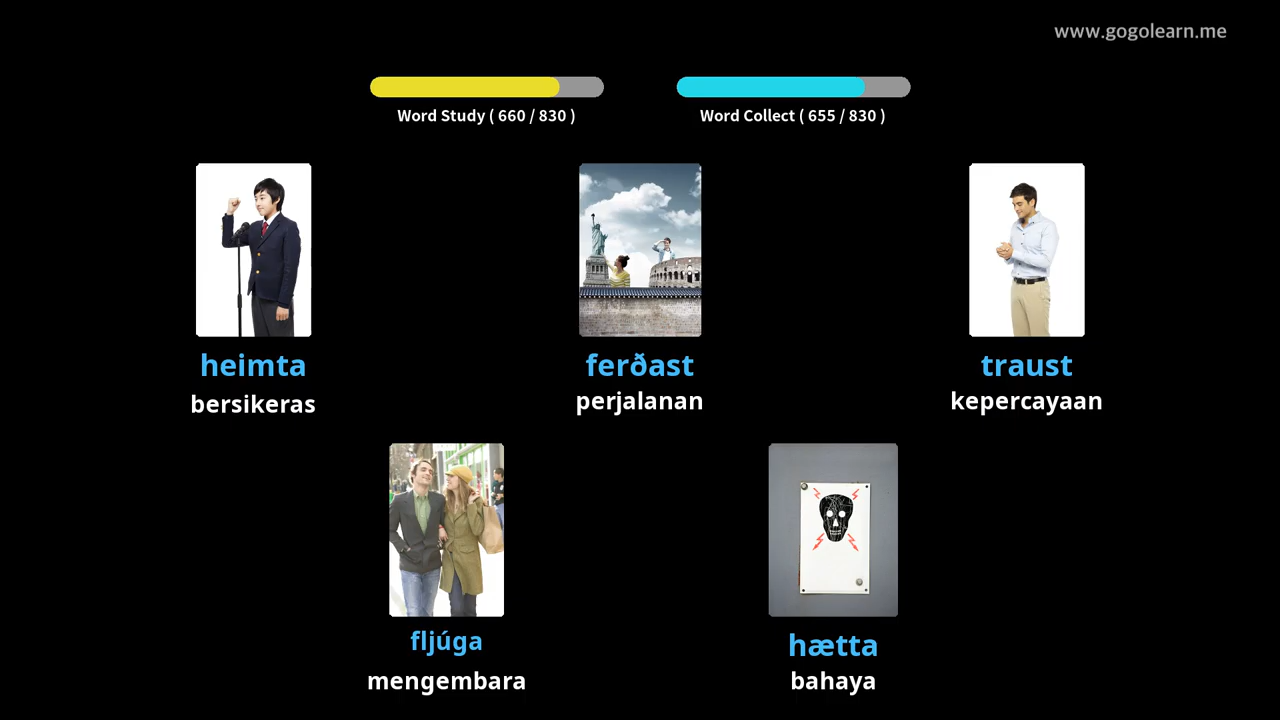 www.gogolearn.me
Word Study ( 660 / 830 )
Word Collect ( 655 / 830 )
heimta
bersikeras
ferðast
perjalanan
traust
kepercayaan
fljúga
mengembara
hætta
bahaya